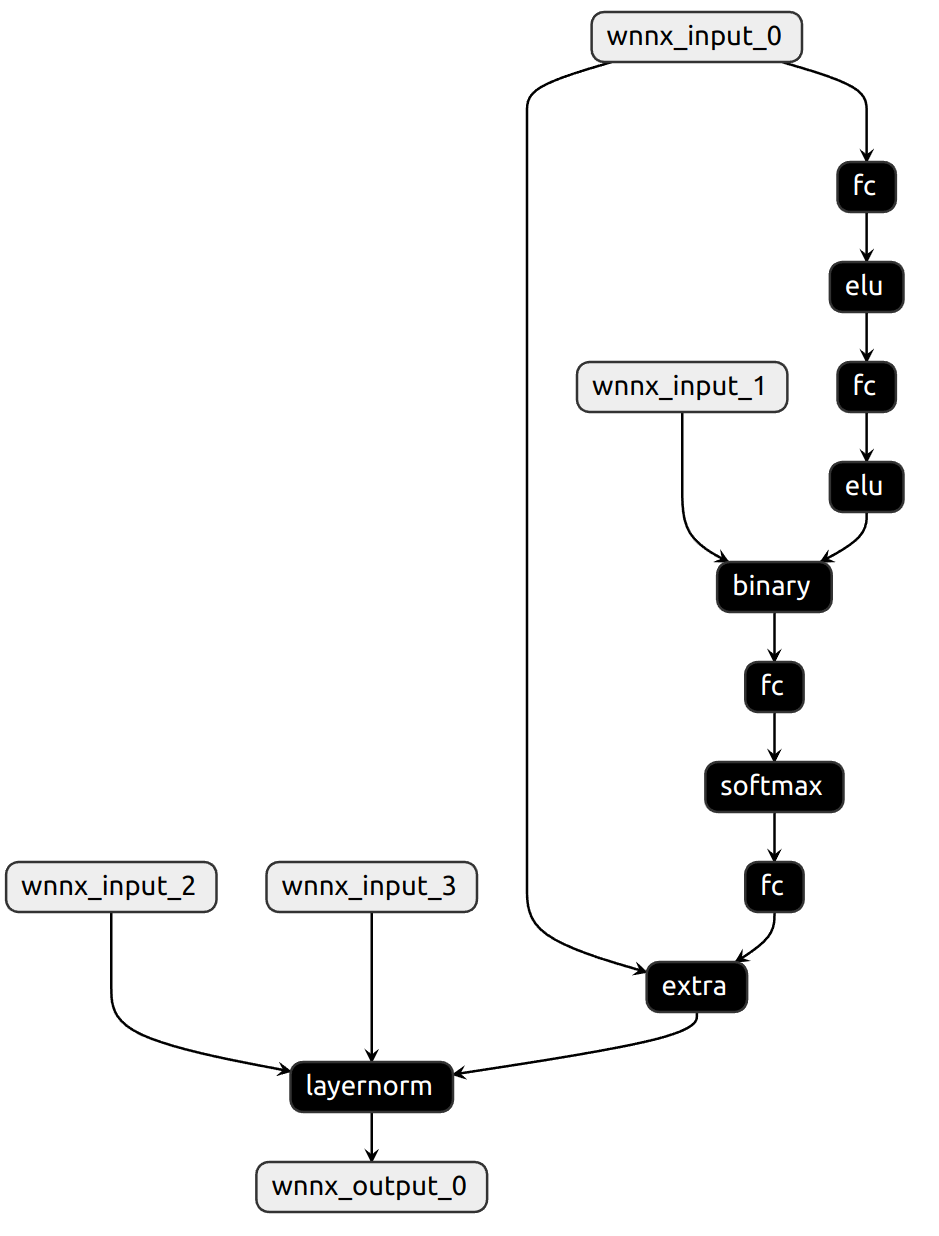 wnnx_input_0
fc
elu
wnnx_input_1
fc
elu
binary
fc
softmax
wnnx_input_2
wnnx_input_3
fc
extra
layernorm
wnnx_output_0